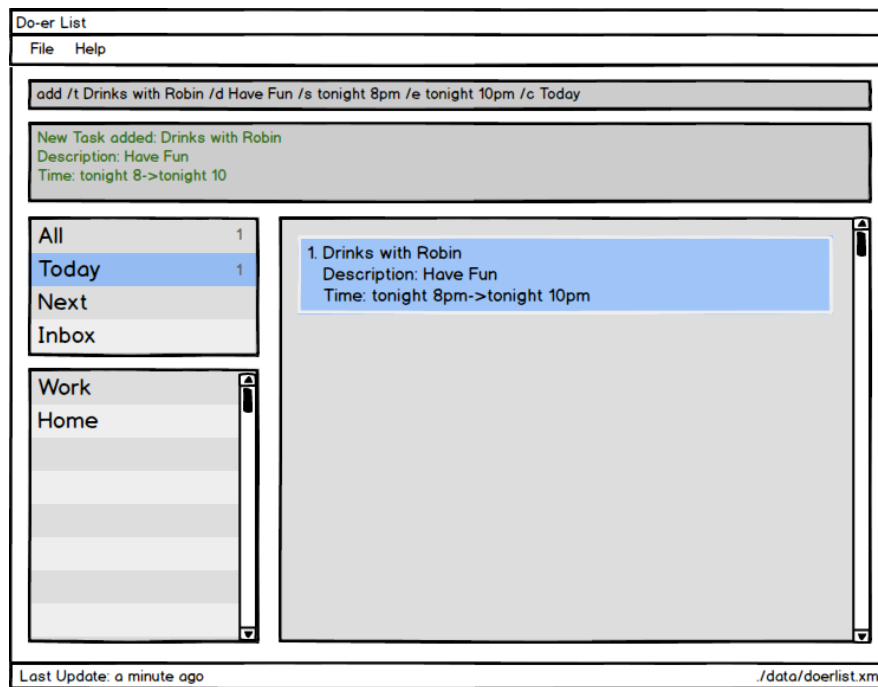 Do-er List
File Help
add /t Drinks with Robin /d Have Fun /s tonight 8pm /e tonight 10pm /c Today
New Task added: Drinks with Robin
Description: Have Fun
Time: tonight 8->tonight 10
All 1
Today 1
Next
Inbox
Work
Home
1. Drinks with Robin
Description: Have Fun
Time: tonight 8pm->tonight 10pm
Last Update: a minute ago ./data/doerlist.xm